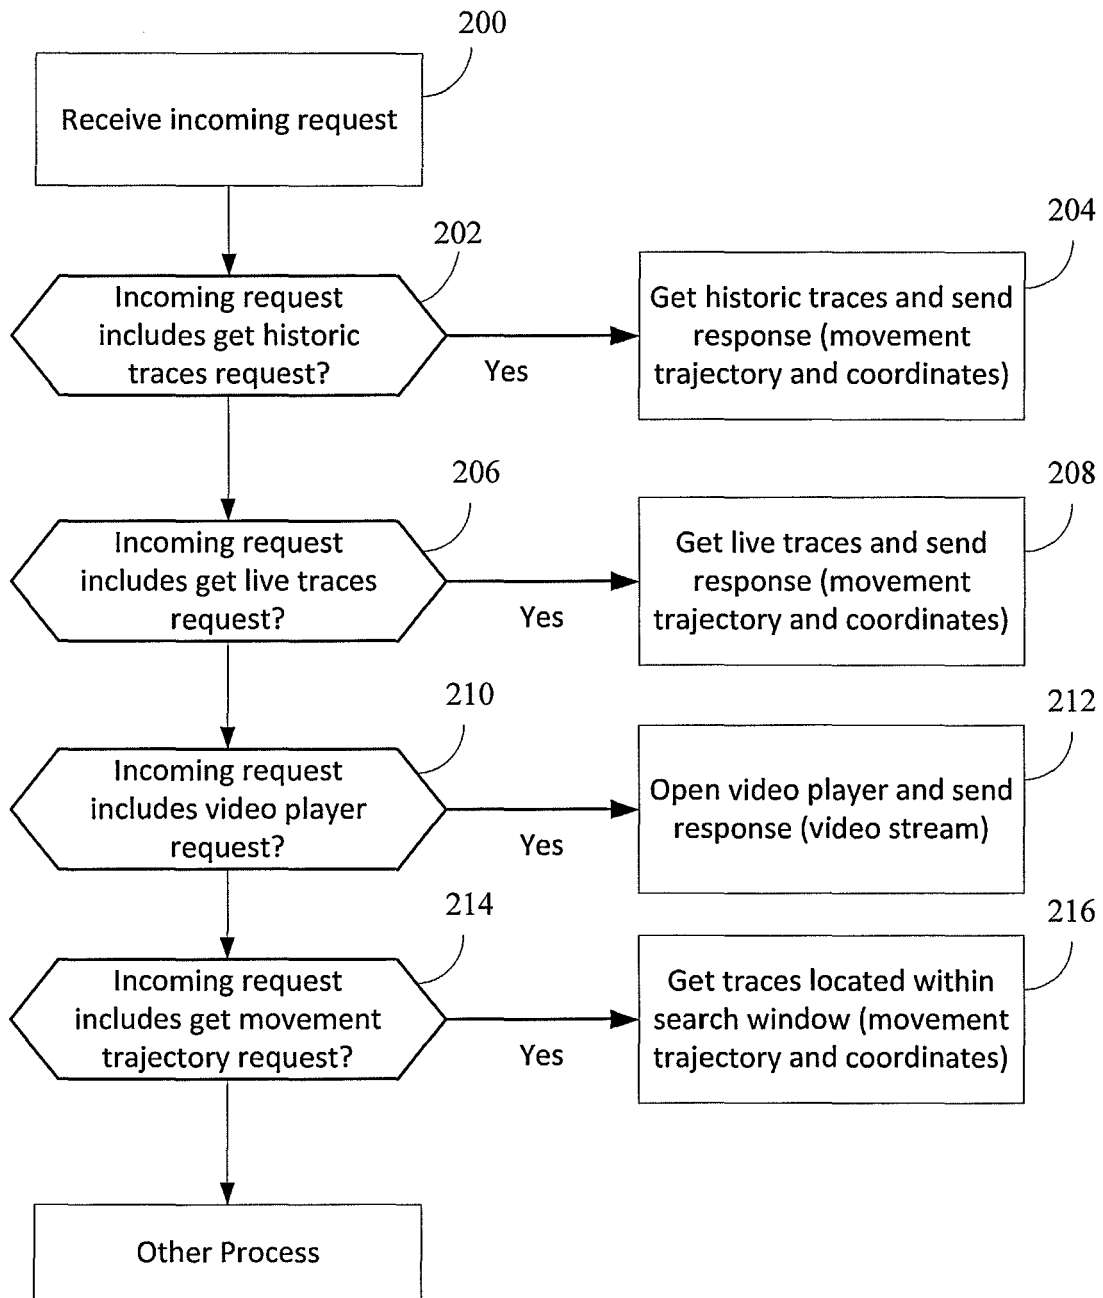 200
Receive incoming request
202
204
Incoming request
includes get historic
traces request?
Yes
Get historic traces and send
response (movement
trajectory and coordinates)
206
208
Incoming request
includes get live traces
request?
Yes
Get live traces and send
response (movement
trajectory and coordinates)
210
212
Incoming request
includes video player
request?
Yes
Open video player and send
response (video stream)
214
216
Incoming request
includes get movement
trajectory request?
Yes
Get traces located within
search window (movement
trajectory and coordinates)
Other Process